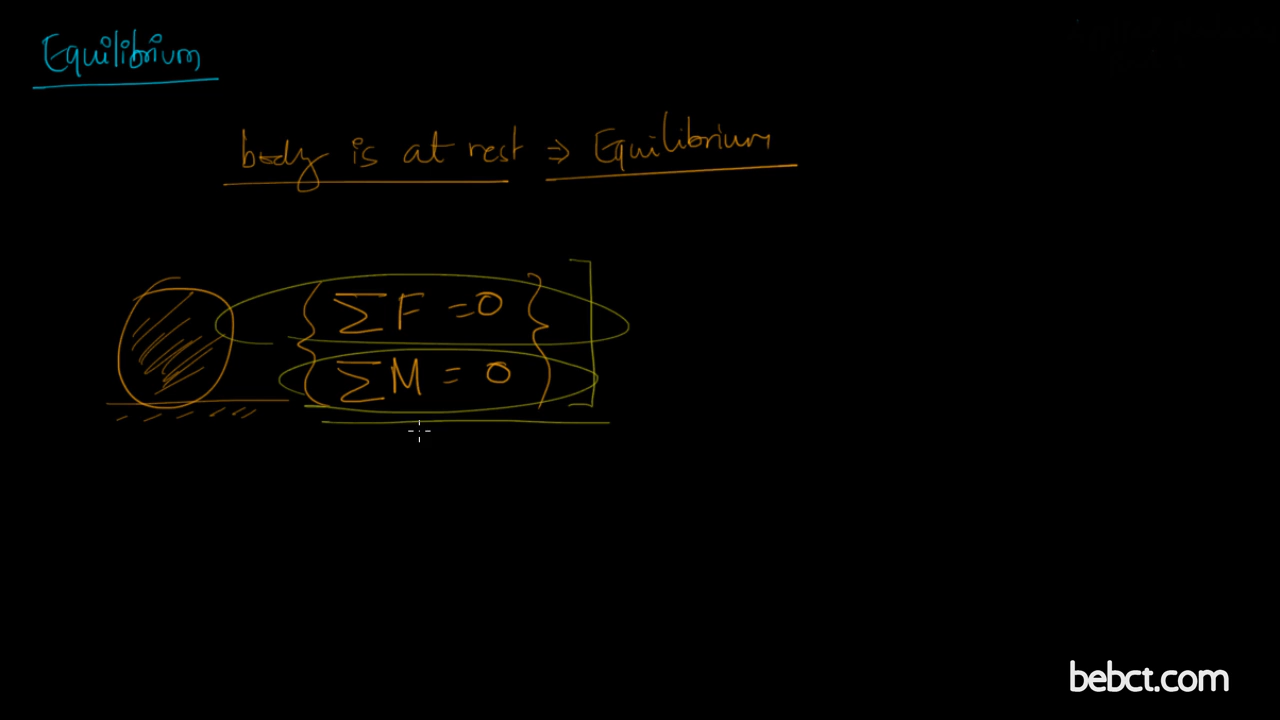 Equilibrium
body is at rest ⇒ Equilibrium
{ ΣF = 0 }
{ ΣM = 0 }
bebct.com